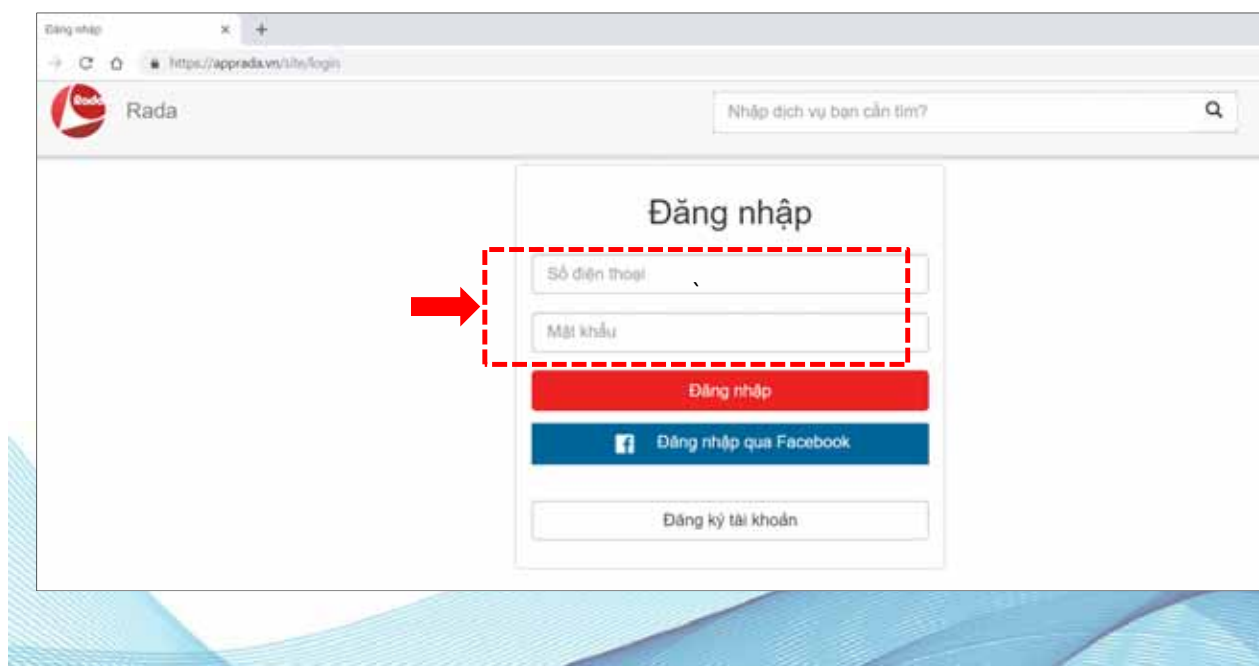 Đăng nhập
https://apprada.vn/site/login
Rada
Rada
Nhập dịch vụ bạn cần tìm?
Đăng nhập
Số điện thoại
Mật khẩu
Đăng nhập
Đăng nhập qua Facebook
Đăng ký tài khoản